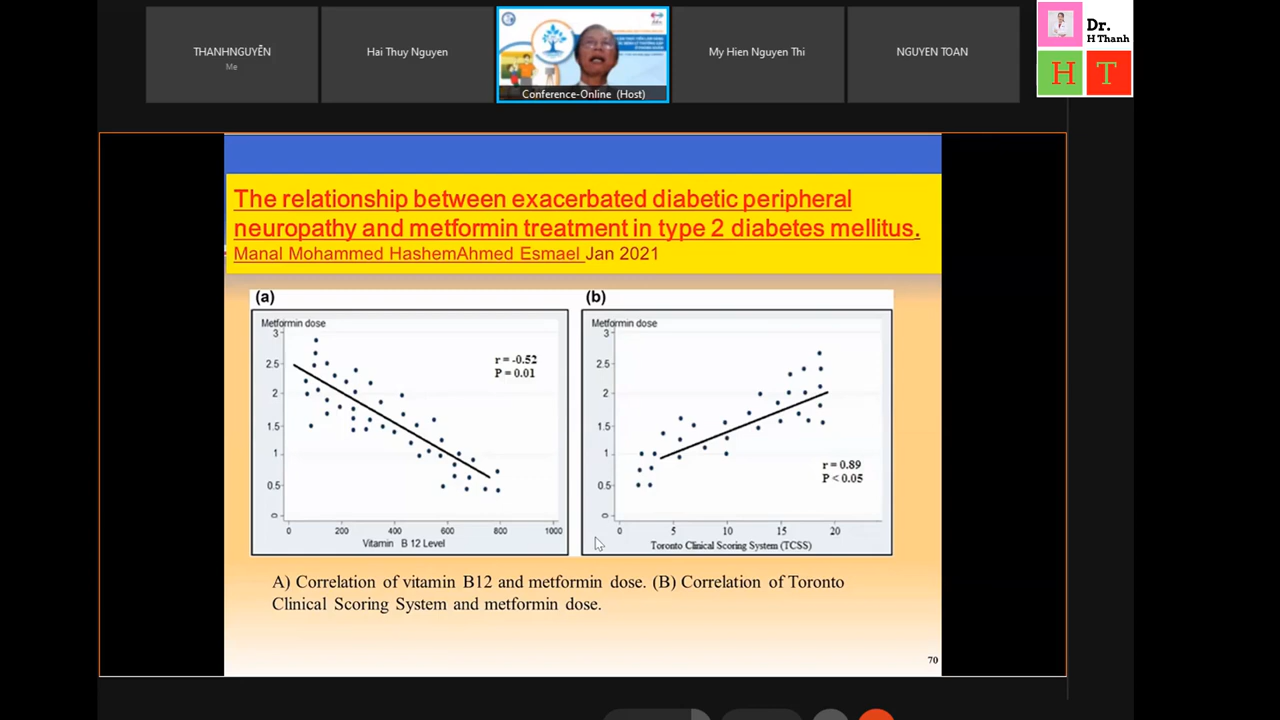 THANHNGUYỄN
Me
Hai Thuy Nguyen
Conference-Online (Host)
My Hien Nguyen Thi
NGUYEN TOAN
Dr.
H Thanh
H T
The relationship between exacerbated diabetic peripheral
neuropathy and metformin treatment in type 2 diabetes mellitus.
Manal Mohammed HashemAhmed Esmael Jan 2021
(a)
Metformin dose
3
2.5
2
1.5
1
0.5
0
r = -0.52
P = 0.01
0 200 400 600 800 1000
Vitamin B 12 Level
(b)
Metformin dose
3
2.5
2
1.5
1
0.5
0
r = 0.89
P < 0.05
0 5 10 15 20
Toronto Clinical Scoring System (TCSS)
A) Correlation of vitamin B12 and metformin dose. (B) Correlation of Toronto
Clinical Scoring System and metformin dose.
70